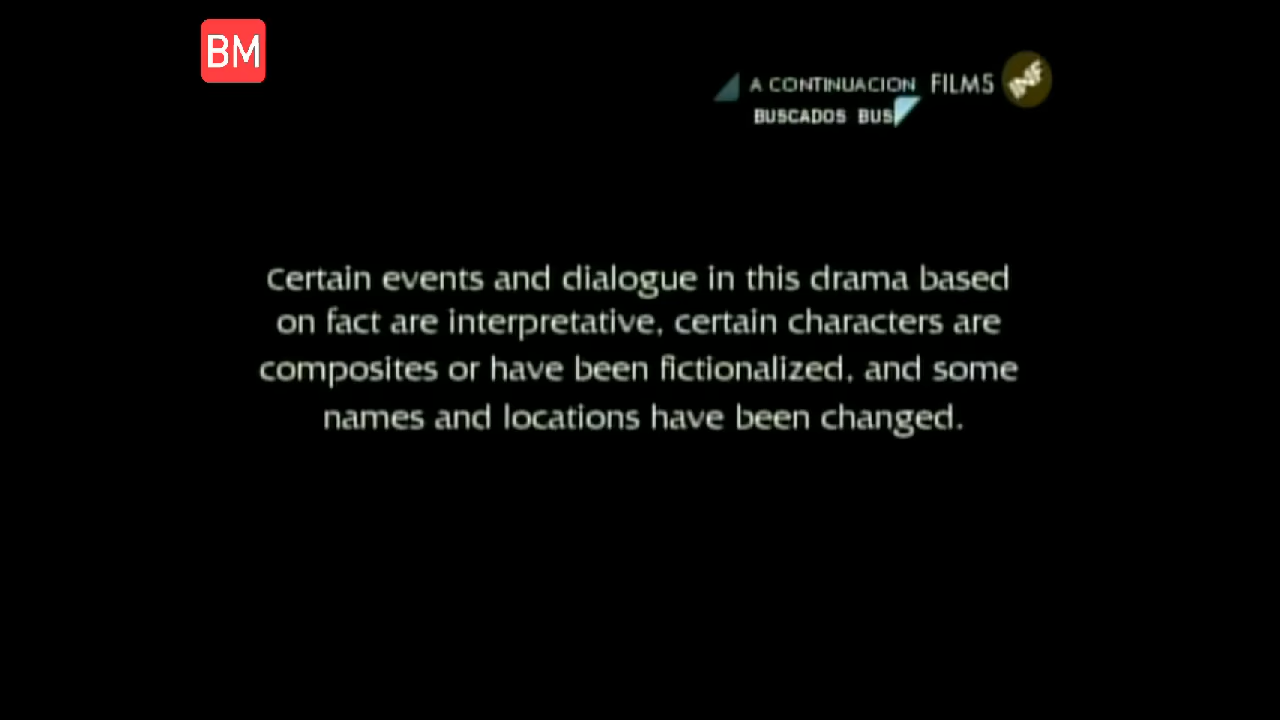 BM
A CONTINUACION FILMS INF
BUSCADOS BUS
Certain events and dialogue in this drama based
on fact are interpretative, certain characters are
composites or have been fictionalized, and some
names and locations have been changed.